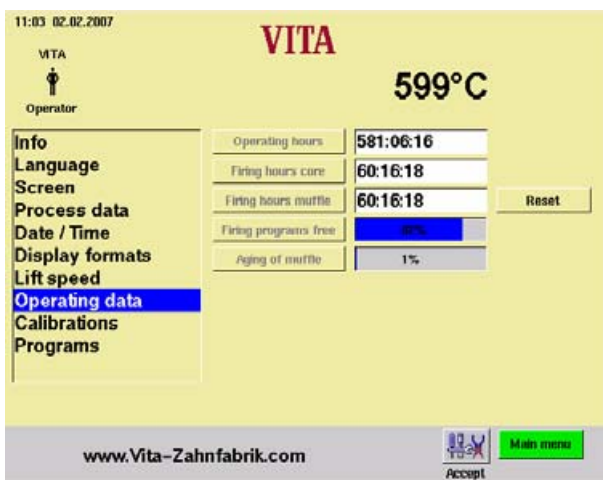 11:03 02.02.2007
VITA
VITA
599°C
Operator
Info
Language
Screen
Process data
Date / Time
Display formats
Lift speed
Operating data
Calibrations
Programs
Operating hours 581:06:16
Firing hours core 60:16:18
Firing hours muffle 60:16:18 Reset
Firing programs free
Aging of muffle 1%
www.Vita-Zahnfabrik.com
Accept
Main menu